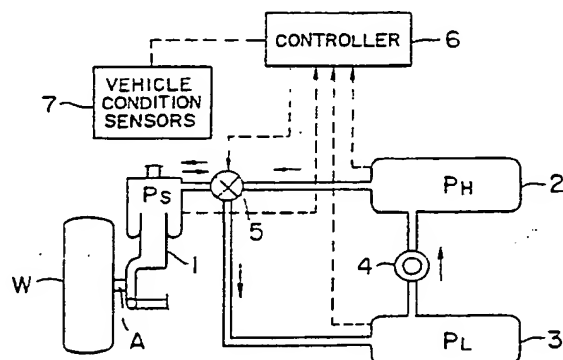 CONTROLLER
6
7
VEHICLE
CONDITION
SENSORS
PS
5
PH
2
4
W
1
A
PL
3